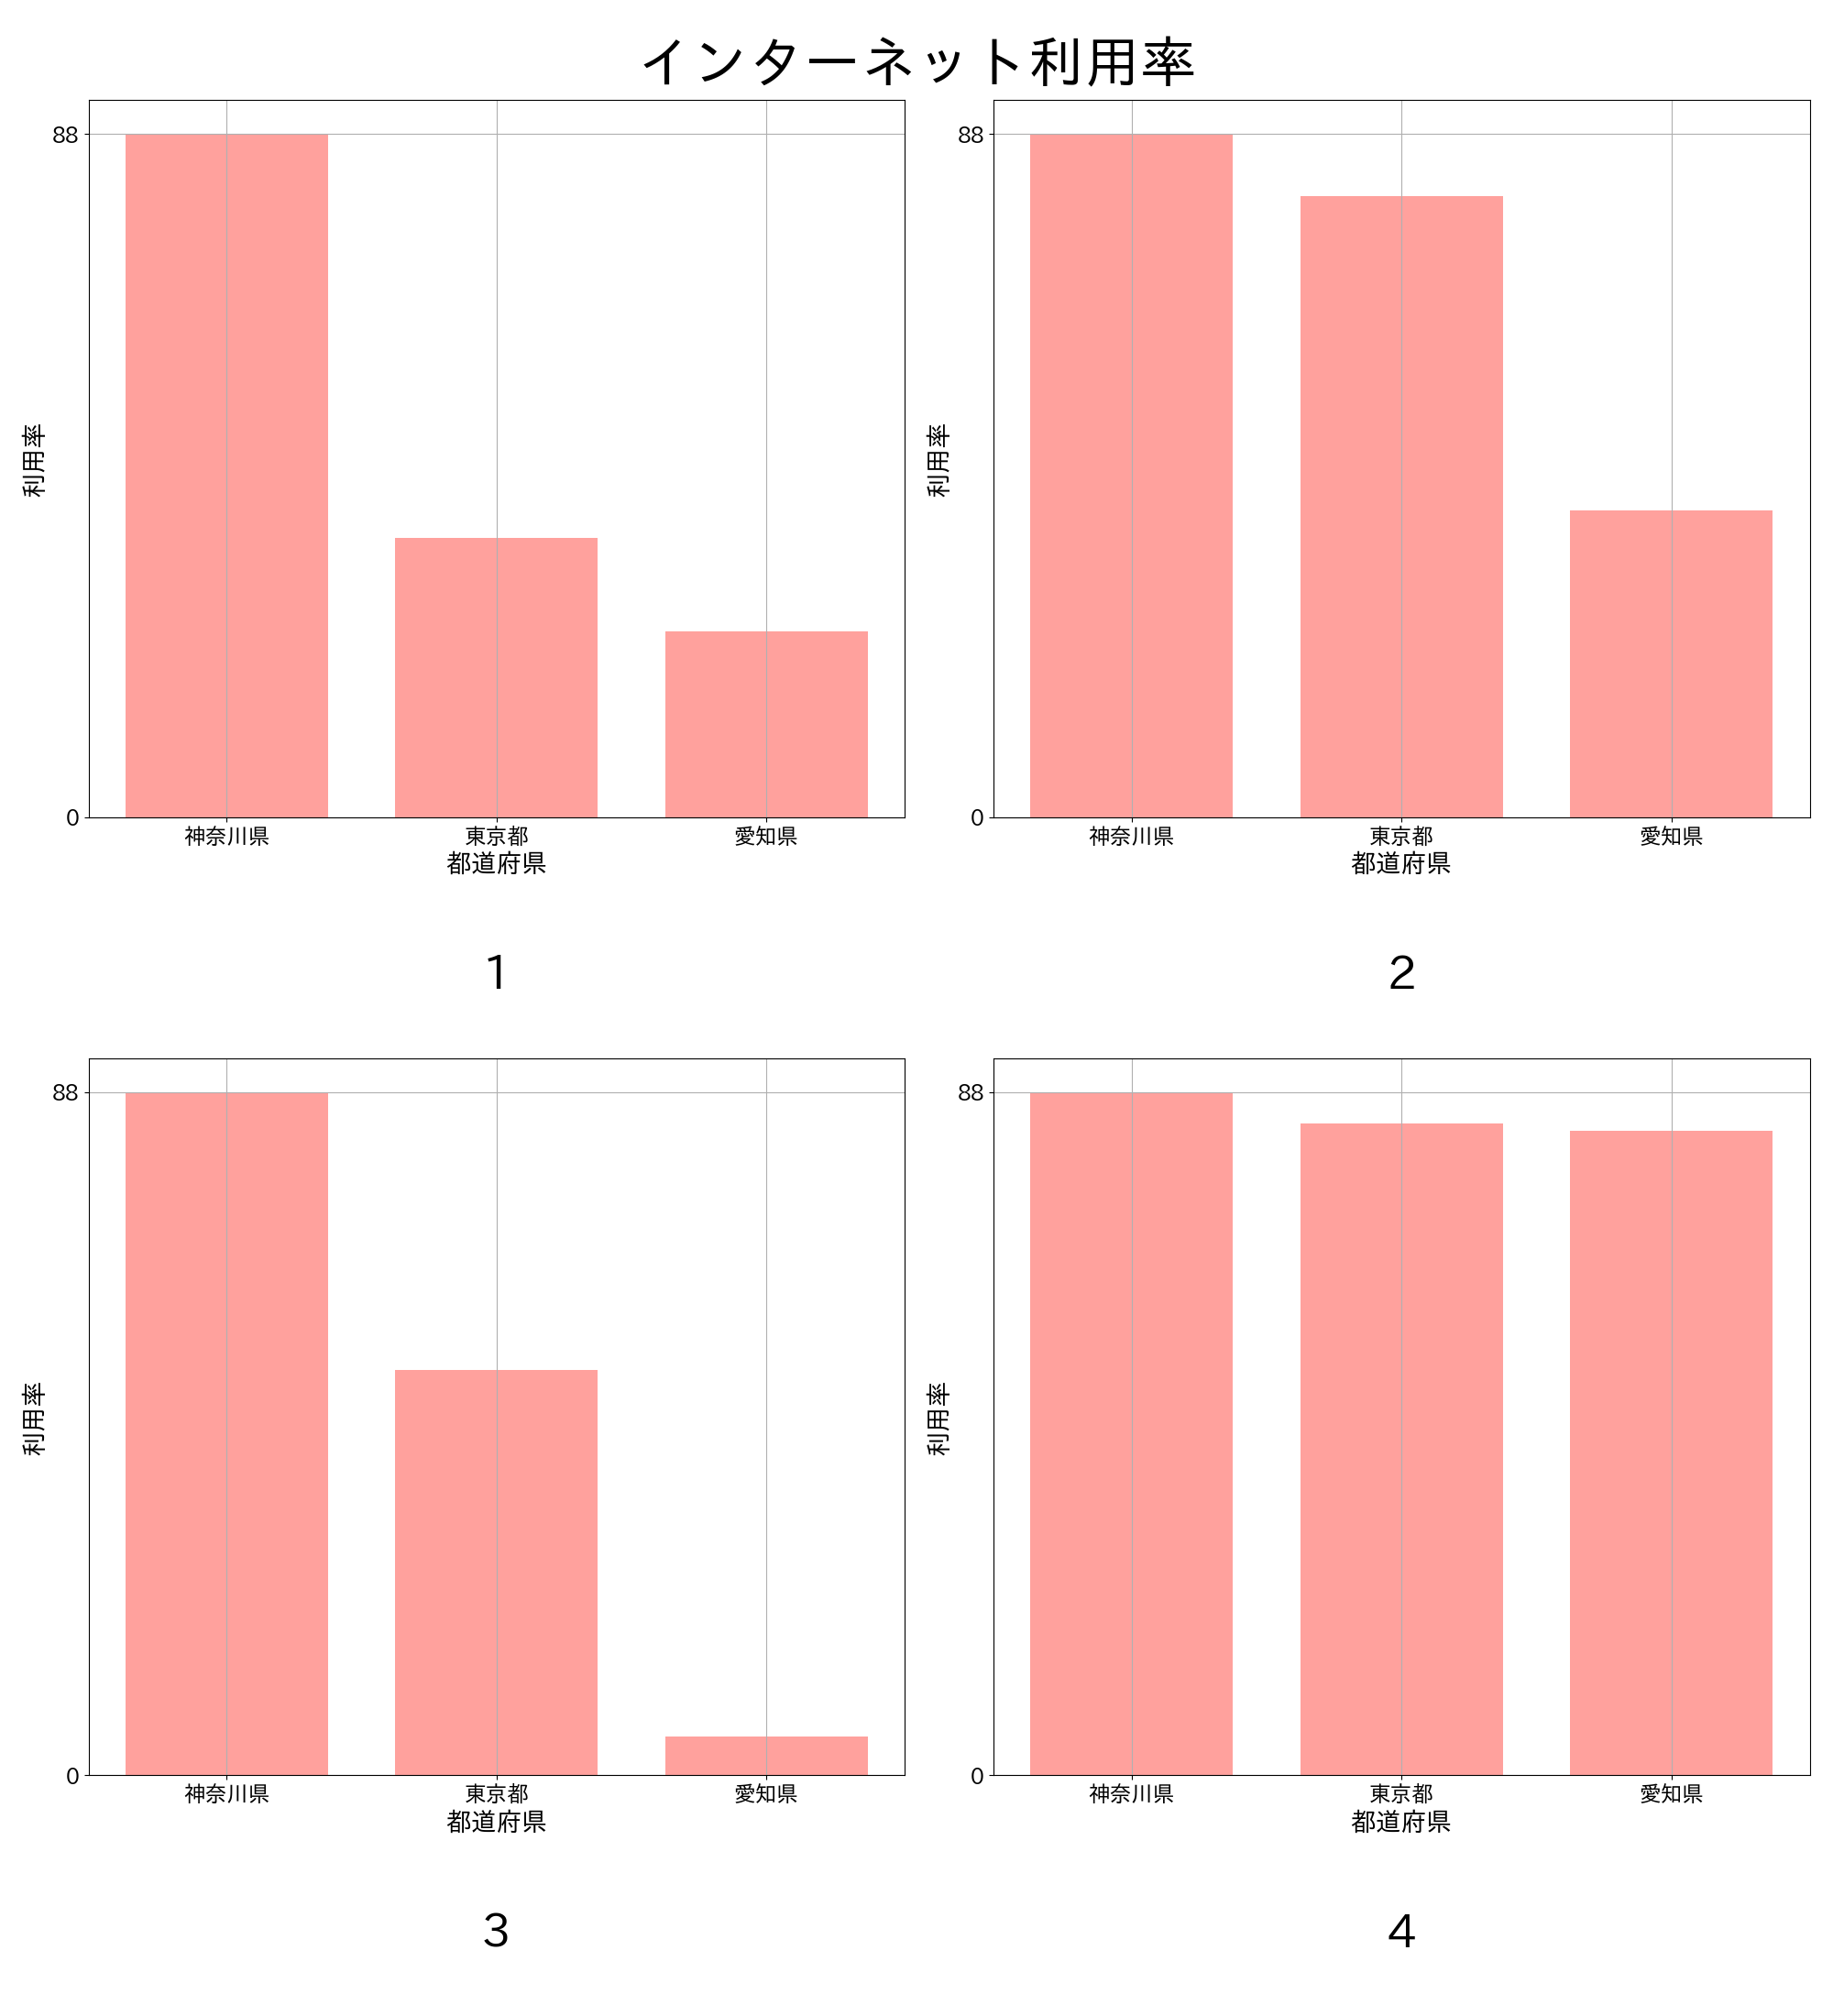 インターネット利用率
88
0
利用率
神奈川県 東京都 愛知県
都道府県
1
88
0
利用率
神奈川県 東京都 愛知県
都道府県
2
88
0
利用率
神奈川県 東京都 愛知県
都道府県
3
88
0
利用率
神奈川県 東京都 愛知県
都道府県
4